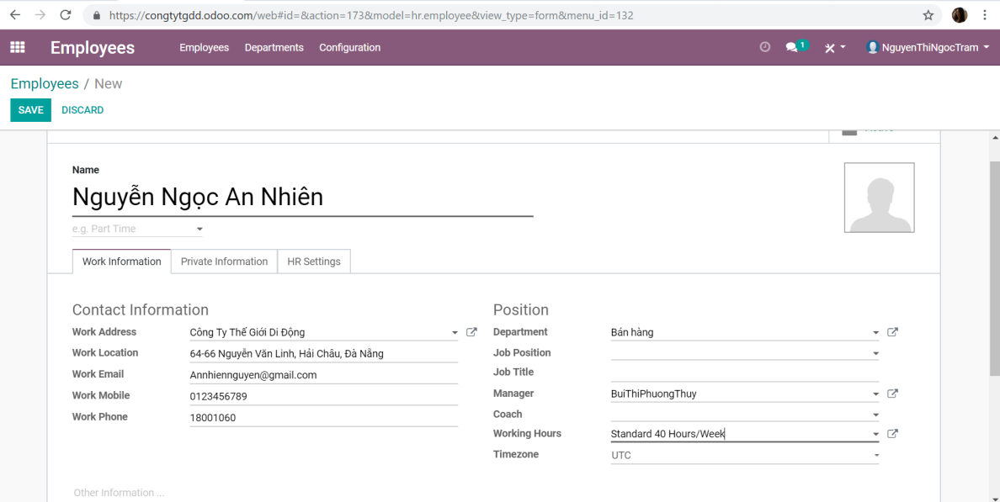 https://congtytgdd.odoo.com/web#id=&action=173&model=hr.employee&view_type=form&menu_id=132
Employees Employees Departments Configuration 1 NguyenThiNgocTram
Employees / New
SAVE DISCARD
Name
Nguyễn Ngọc An Nhiên
e.g. Part Time
Work Information Private Information HR Settings
Contact Information Position
Work Address Công Ty Thế Giới Di Động Department Bán hàng
Work Location 64-66 Nguyễn Văn Linh, Hải Châu, Đà Nẵng Job Position
Work Email Annhiennguyen@gmail.com Job Title
Work Mobile 0123456789 Manager BuiThiPhuongThuy
Work Phone 18001060 Coach
Working Hours Standard 40 Hours/Week
Timezone UTC
Other Information ...